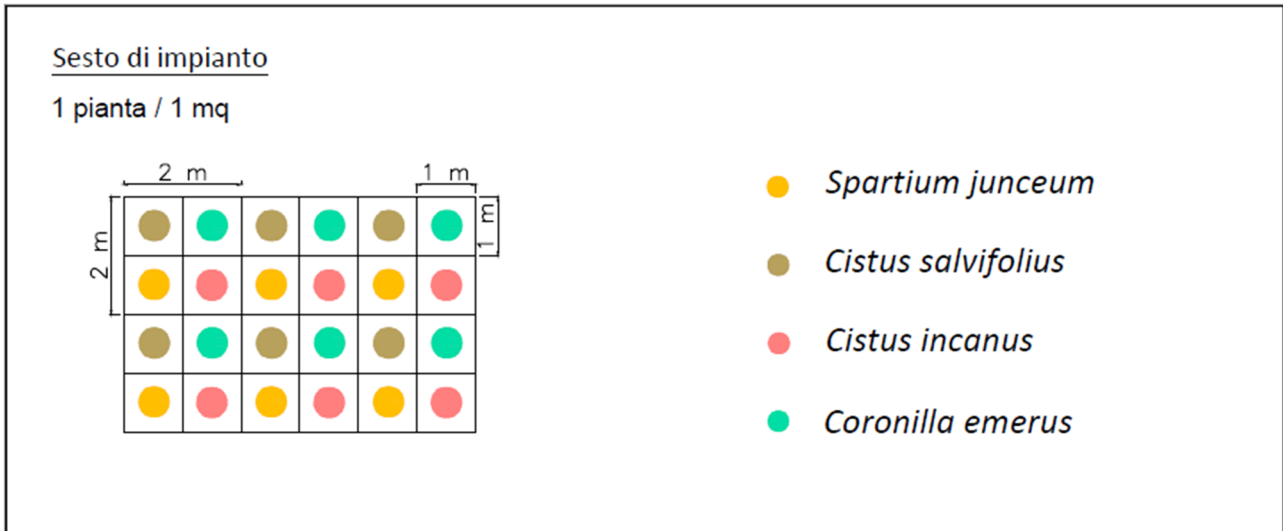 Sesto di impianto
1 pianta / 1 mq
2 m
1 m
1 m
2 m
Spartium junceum
Cistus salvifolius
Cistus incanus
Coronilla emerus